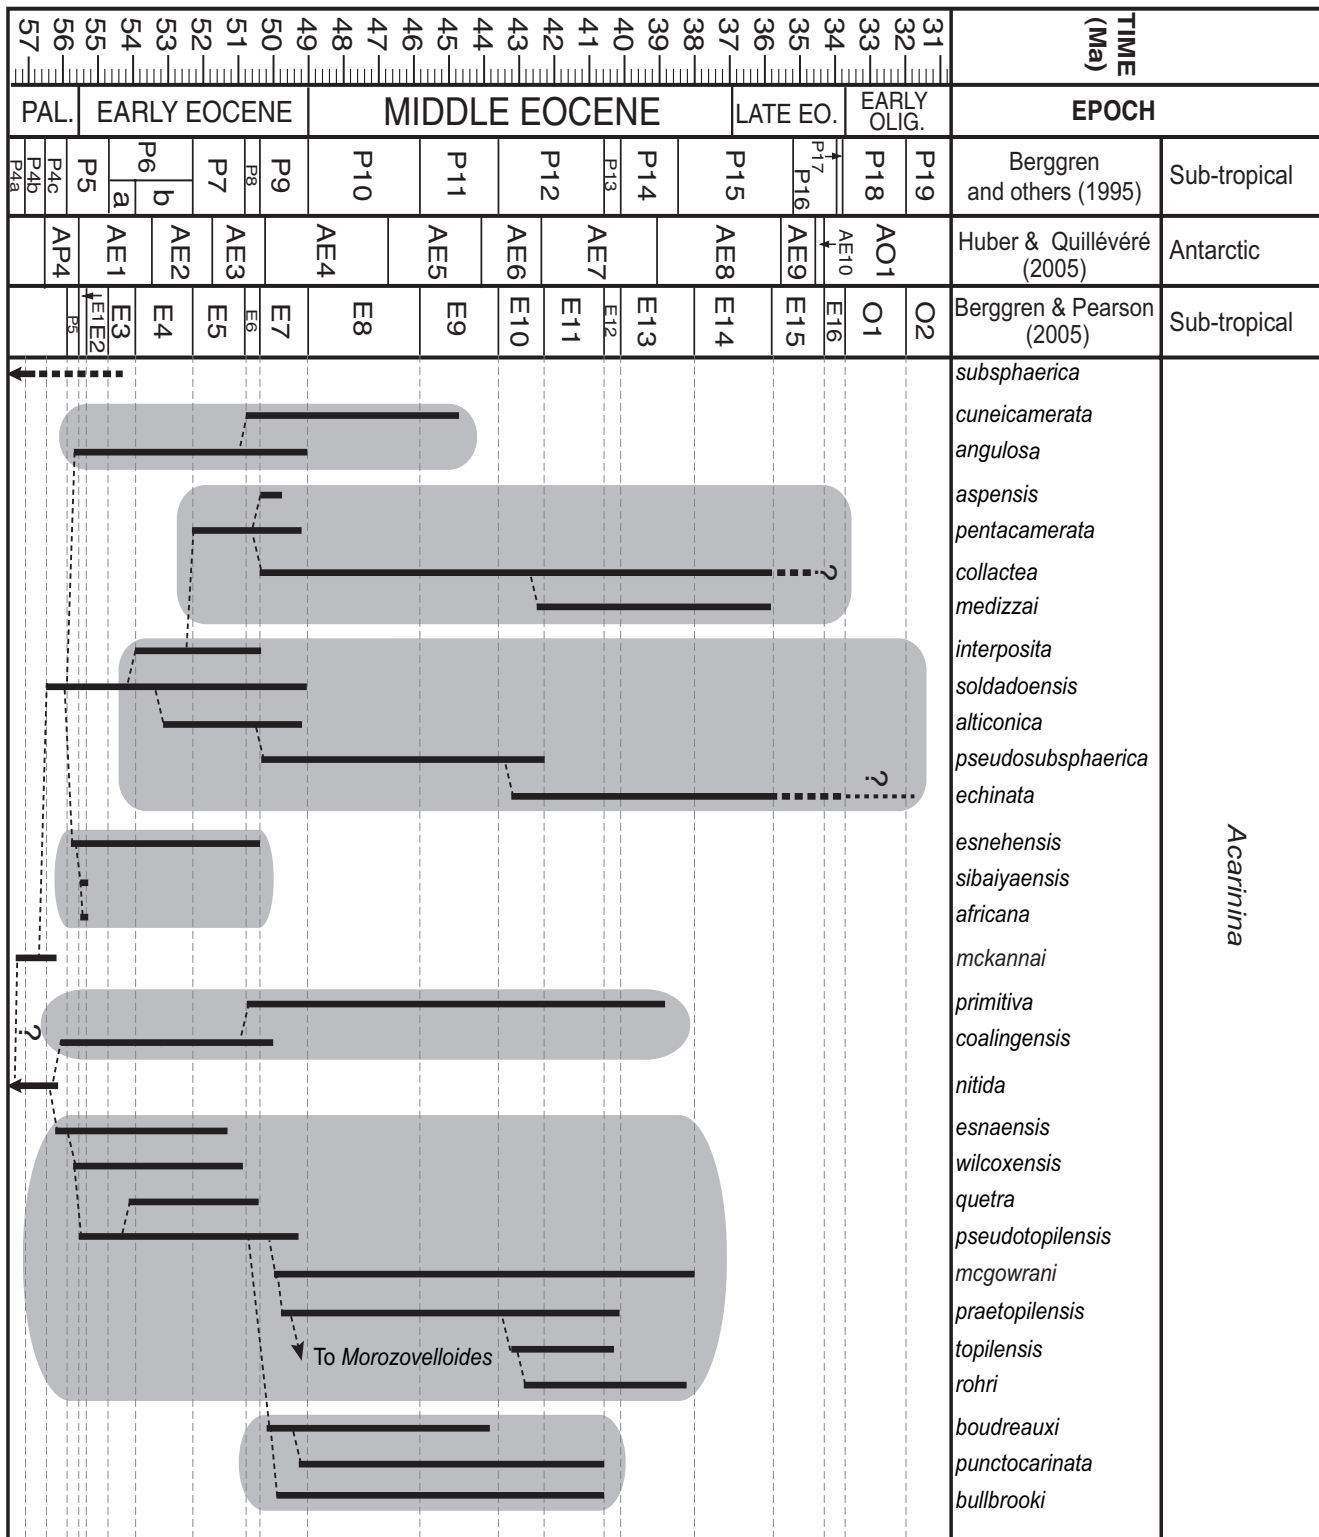 57 56 55 54 53 52 51 50 49 48 47 46 45 44 43 42 41 40 39 38 37 36 35 34 33 32 31
TIME
(Ma)
PAL. EARLY EOCENE MIDDLE EOCENE LATE EO. EARLY
OLIG.
EPOCH
P4a P4b P4c P5 P6 a b P7 P8 P9 P10 P11 P12 P13 P14 P15 P16 P17 P18 P19
Berggren
and others (1995)
Sub-tropical
AP4 AE1 AE2 AE3 AE4 AE5 AE6 AE7 AE8 AE9 AE10 AO1
Huber & Quillévéré
(2005)
Antarctic
P5 E1 E2 E3 E4 E5 E6 E7 E8 E9 E10 E11 E12 E13 E14 E15 E16 O1 O2
Berggren & Pearson
(2005)
Sub-tropical
subsphaerica
cuneicamerata
angulosa
aspensis
pentacamerata
? collactea
medizzai
interposita
soldadoensis
alticonica
pseudosubsphaerica
?
echinata
esnehensis
sibaiyaensis
africana
Acarinina
mckannai
primitiva
?
coalingensis
nitida
esnaensis
wilcoxensis
quetra
pseudotopilensis
mcgowrani
praetopilensis
To Morozovelloides
topilensis
rohri
boudreauxi
punctocarinata
bullbrooki